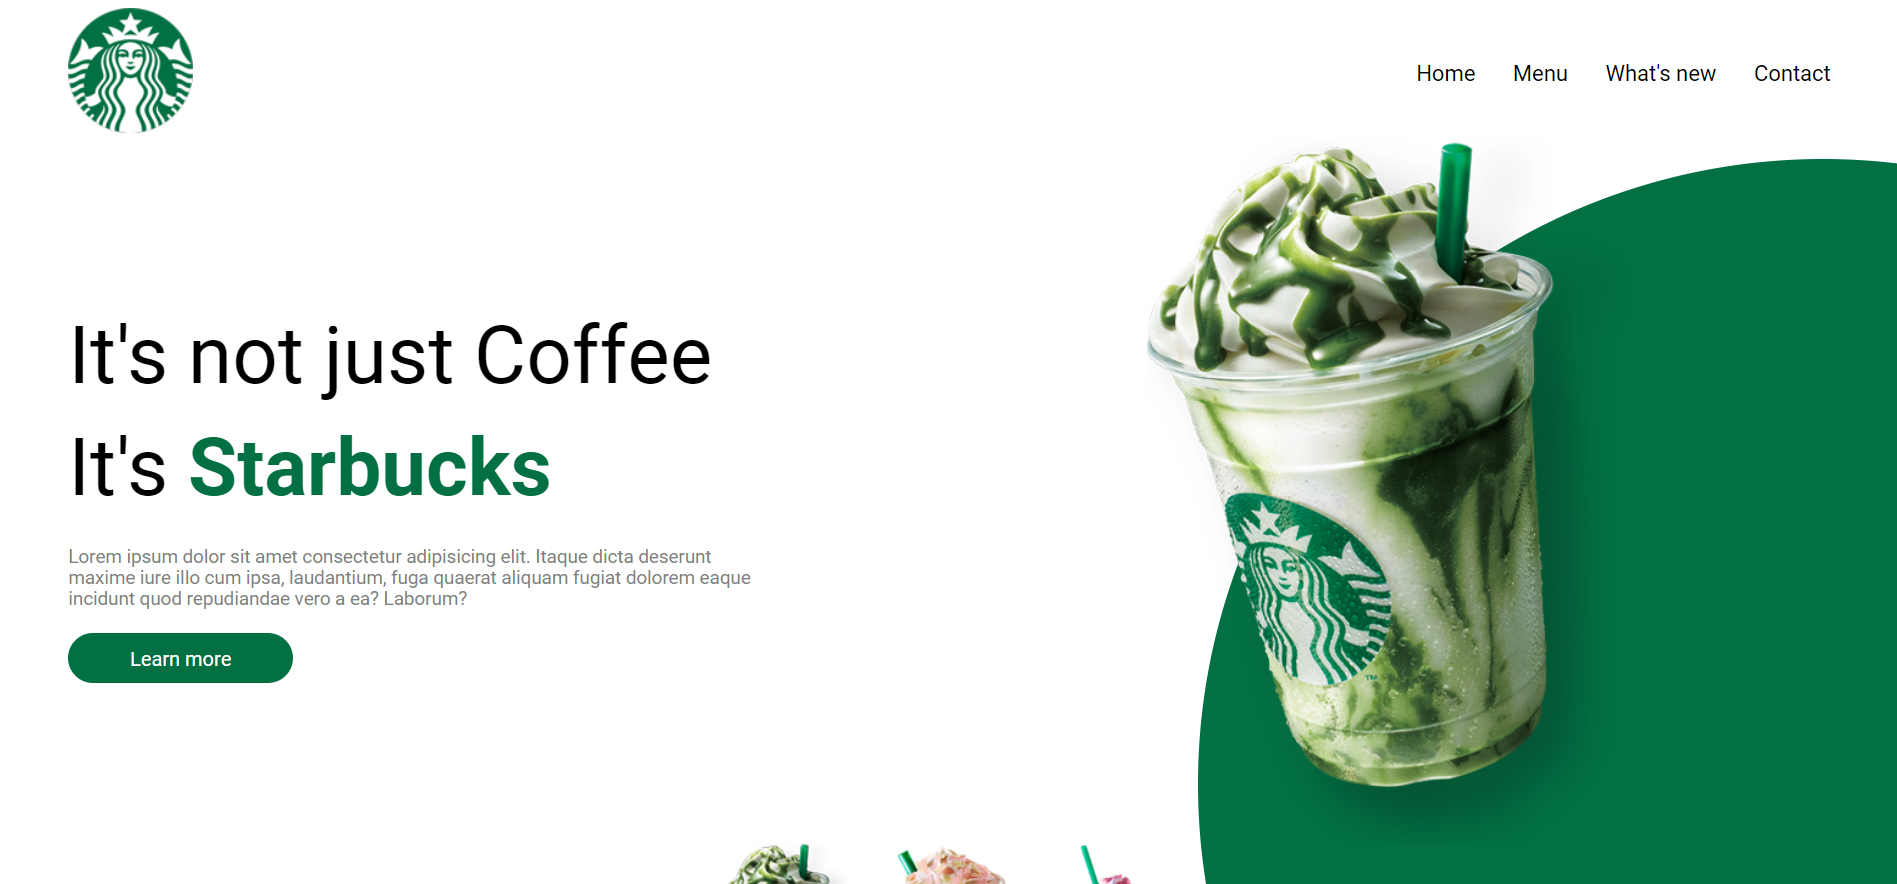 Home Menu What's new Contact
It's not just Coffee
It's Starbucks
Lorem ipsum dolor sit amet consectetur adipisicing elit. Itaque dicta deserunt
maxime iure illo cum ipsa, laudantium, fuga quaerat aliquam fugiat dolorem eaque
incidunt quod repudiandae vero a ea? Laborum?
Learn more
TM